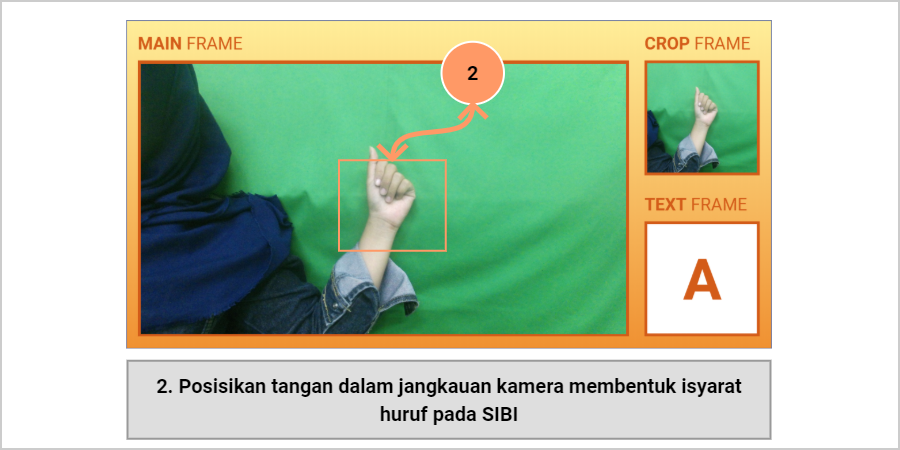 MAIN FRAME
2
CROP FRAME
TEXT FRAME
A
2. Posisikan tangan dalam jangkauan kamera membentuk isyarat
huruf pada SIBI